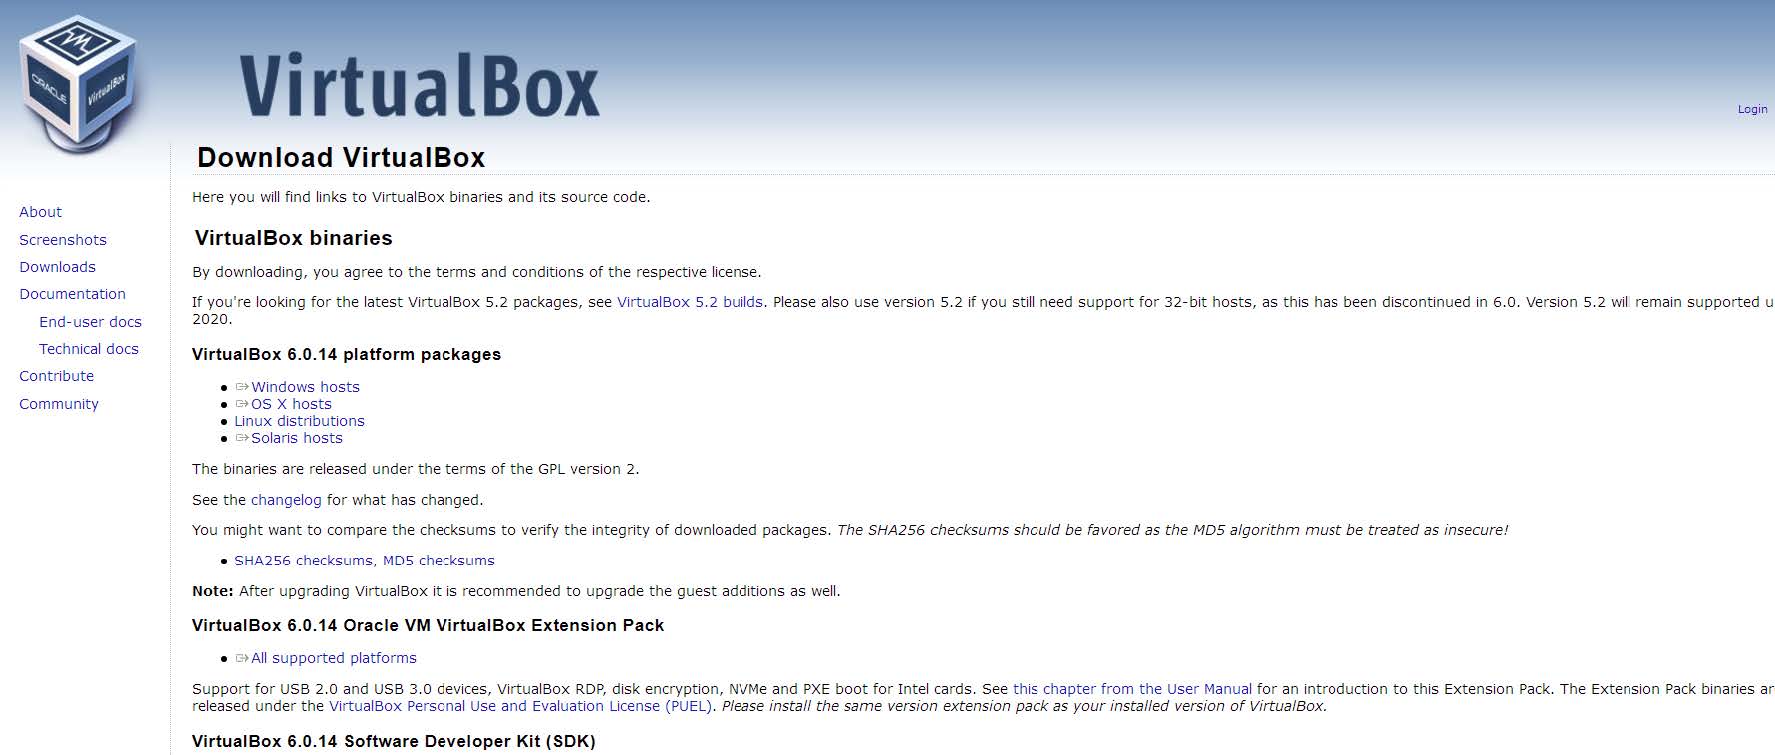 ORACLE
VirtualBox
VirtualBox
Login
Download VirtualBox
Here you will find links to VirtualBox binaries and its source code.
About
Screenshots
Downloads
Documentation
End-user docs
Technical docs
Contribute
Community
VirtualBox binaries
By downloading, you agree to the terms and conditions of the respective license.
If you're looking for the latest VirtualBox 5.2 packages, see VirtualBox 5.2 builds. Please also use version 5.2 if you still need support for 32-bit hosts, as this has been discontinued in 6.0. Version 5.2 will remain supported u
2020.
VirtualBox 6.0.14 platform packages
Windows hosts
OS X hosts
Linux distributions
Solaris hosts
The binaries are released under the terms of the GPL version 2.
See the changelog for what has changed.
You might want to compare the checksums to verify the integrity of downloaded packages. The SHA256 checksums should be favored as the MD5 algorithm must be treated as insecure!
SHA256 checksums, MD5 checksums
Note: After upgrading VirtualBox it is recommended to upgrade the guest additions as well.
VirtualBox 6.0.14 Oracle VM VirtualBox Extension Pack
All supported platforms
Support for USB 2.0 and USB 3.0 devices, VirtualBox RDP, disk encryption, NVMe and PXE boot for Intel cards. See this chapter from the User Manual for an introduction to this Extension Pack. The Extension Pack binaries ar
released under the VirtualBox Personal Use and Evaluation License (PUEL). Please install the same version extension pack as your installed version of VirtualBox.
VirtualBox 6.0.14 Software Developer Kit (SDK)